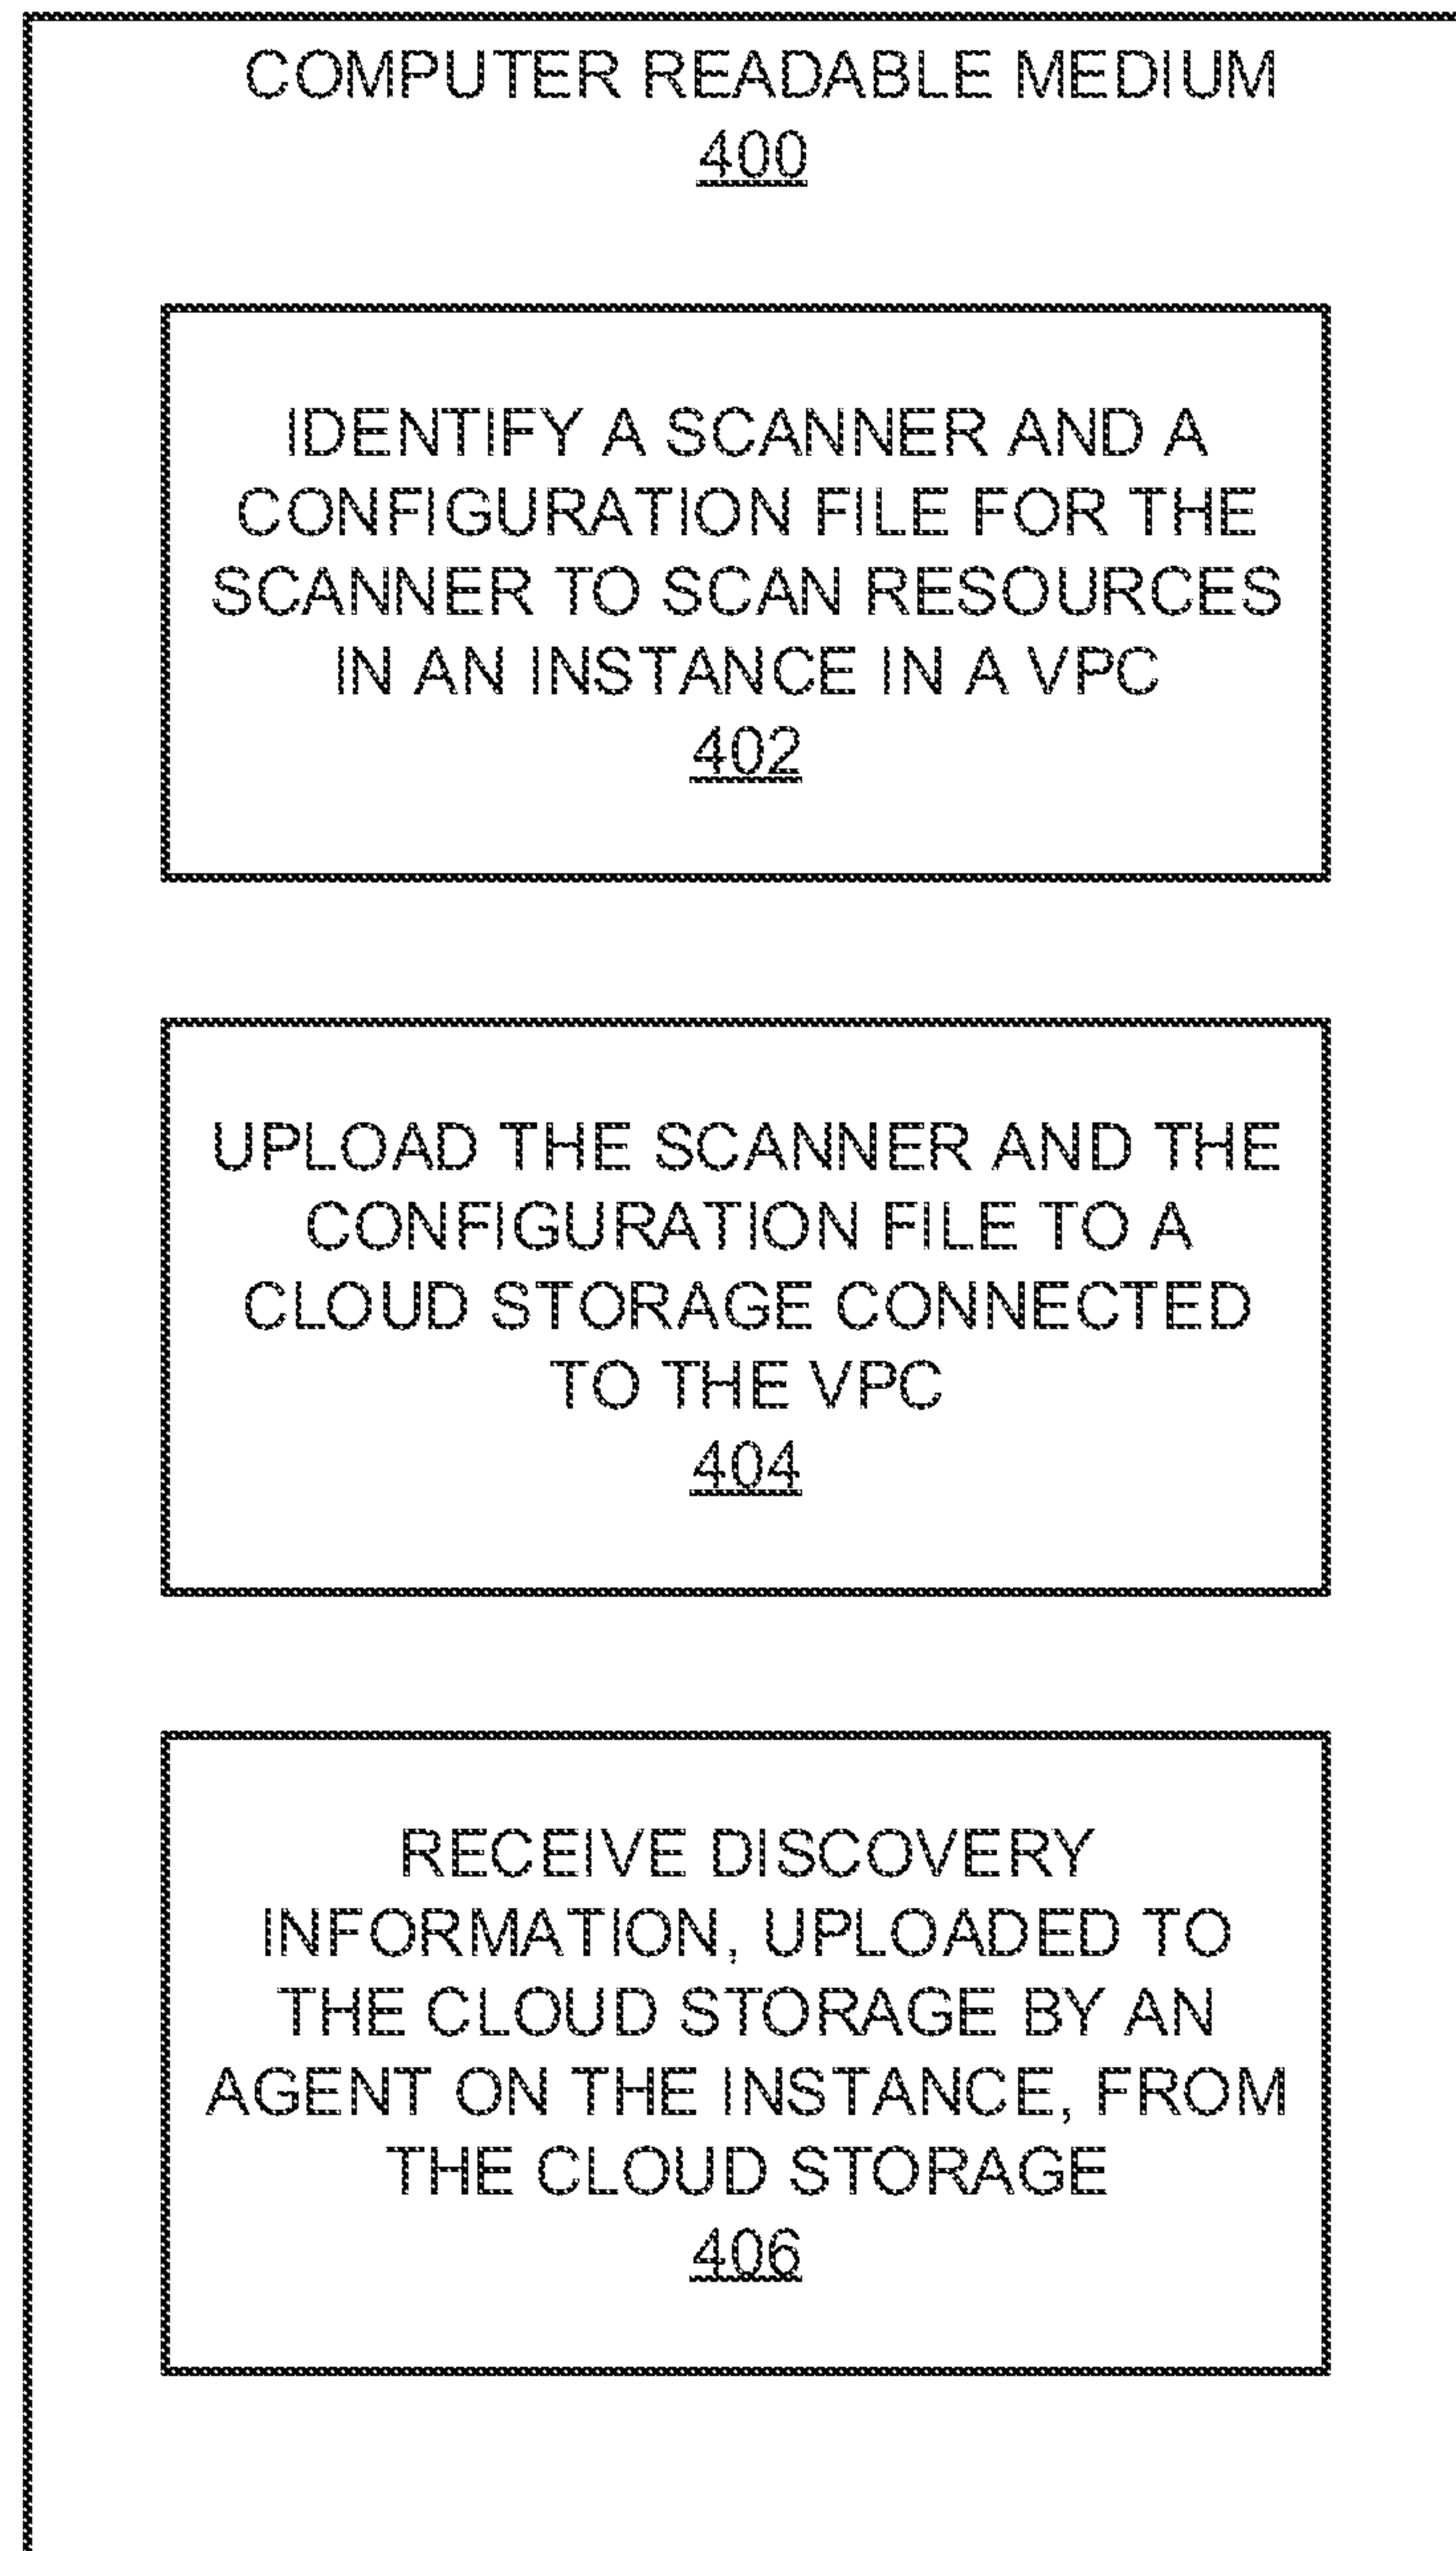 COMPUTER READABLE MEDIUM
400
IDENTIFY A SCANNER AND A
CONFIGURATION FILE FOR THE
SCANNER TO SCAN RESOURCES
IN AN INSTANCE IN A VPC
402
UPLOAD THE SCANNER AND THE
CONFIGURATION FILE TO A
CLOUD STORAGE CONNECTED
TO THE VPC
404
RECEIVE DISCOVERY
INFORMATION, UPLOADED TO
THE CLOUD STORAGE BY AN
AGENT ON THE INSTANCE, FROM
THE CLOUD STORAGE
406